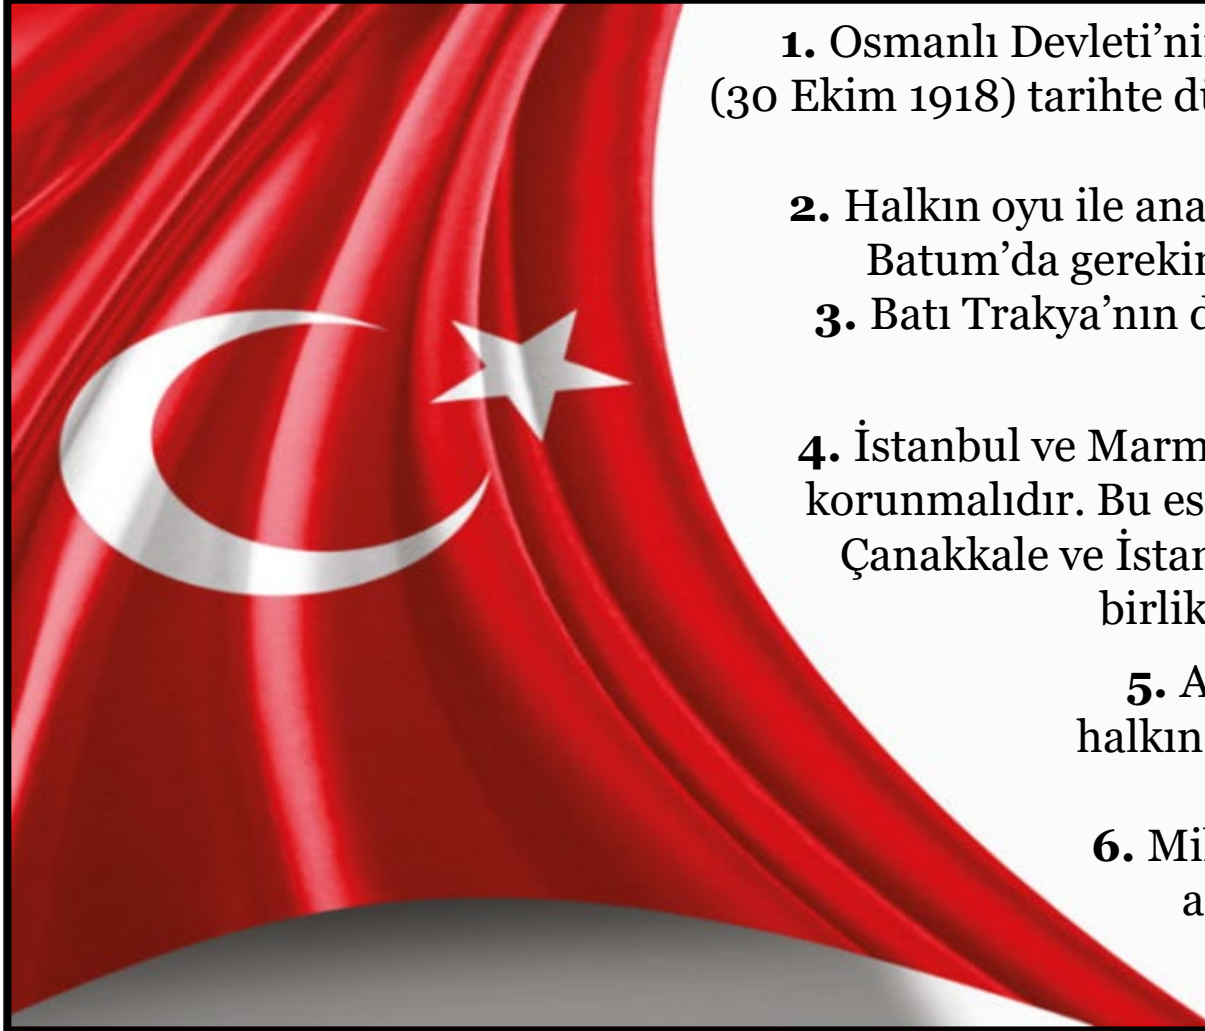 1. Osmanlı Devleti’ni
(30 Ekim 1918) tarihte
2. Halkın oyu ile ana
Batum’da gerekir
3. Batı Trakya’nın d
4. İstanbul ve Marm
korunmalıdır. Bu es
Çanakkale ve İstan
birlik
5. A
halkın
6. Mil
a